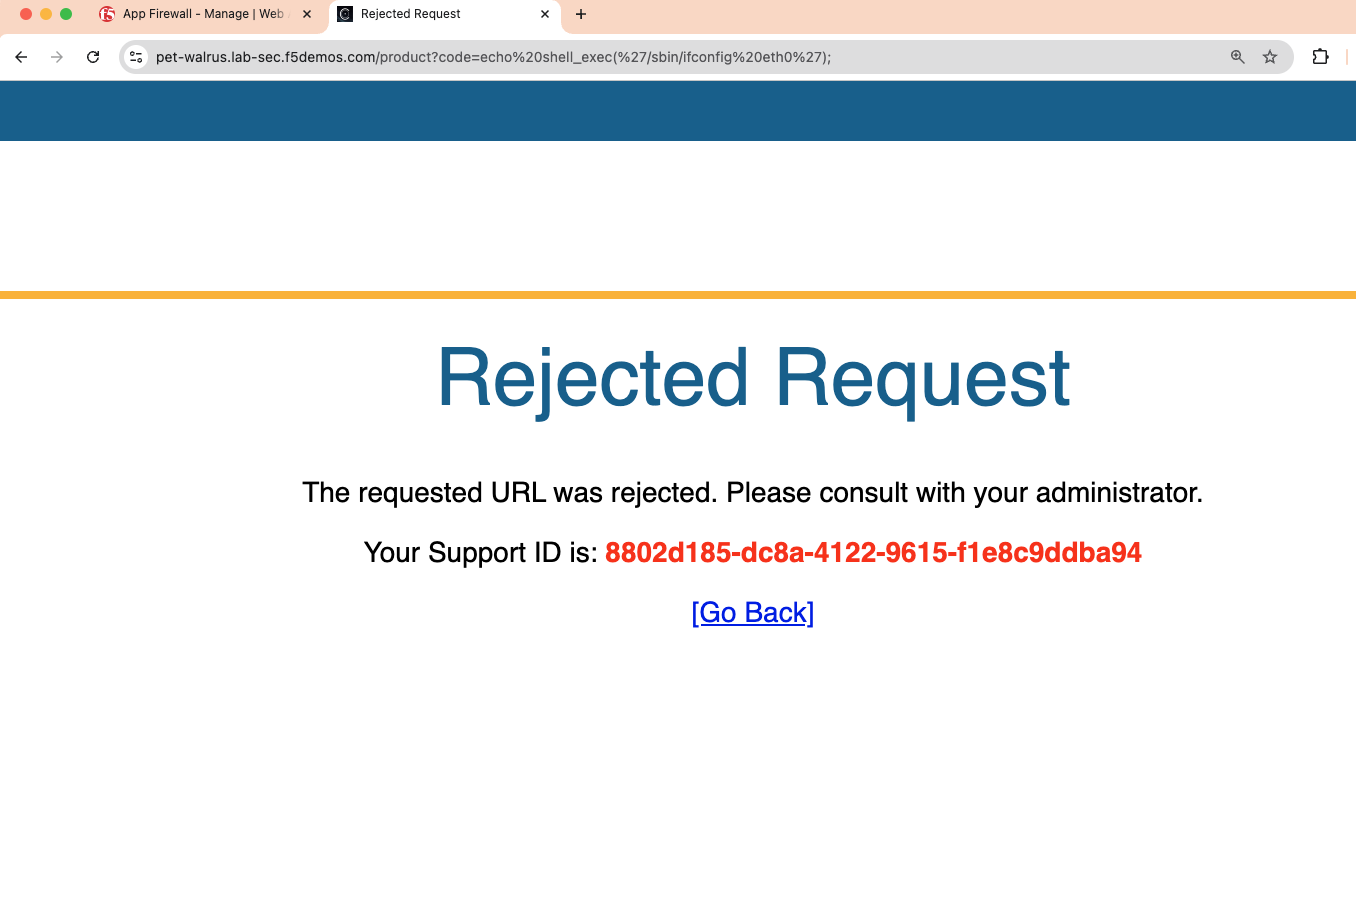 f5 App Firewall - Manage | Web
Rejected Request
pet-walrus.lab-sec.f5demos.com/product?code=echo%20shell_exec(%27/sbin/ifconfig%20eth0%27);
Rejected Request
The requested URL was rejected. Please consult with your administrator.
Your Support ID is: 8802d185-dc8a-4122-9615-f1e8c9ddba94
[Go Back]